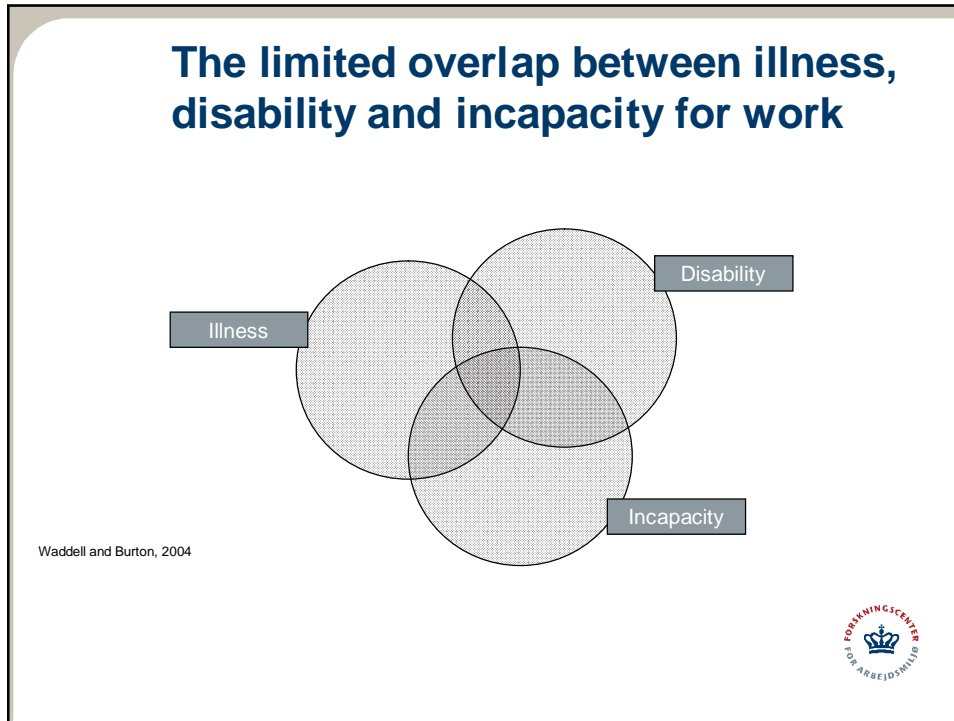 The limited overlap between illness,
disability and incapacity for work
Disability
Illness
Incapacity
Waddell and Burton, 2004
FORSKNINGSCENTER
FOR ARBEJDSMILJØ